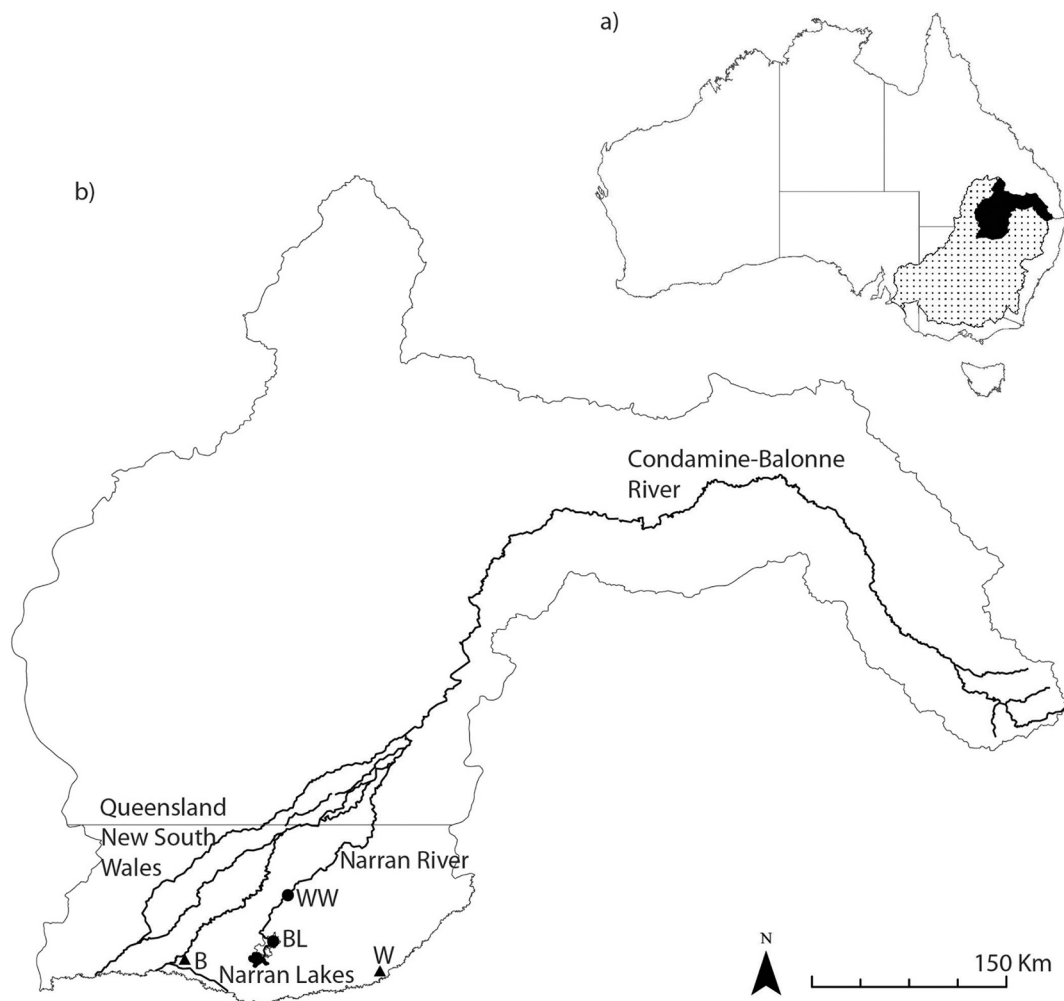 a)
b)
Condamine-Balonne
River
Queensland
New South
Wales
Narran River
WW
BL
B
W
Narran Lakes
N
150 Km